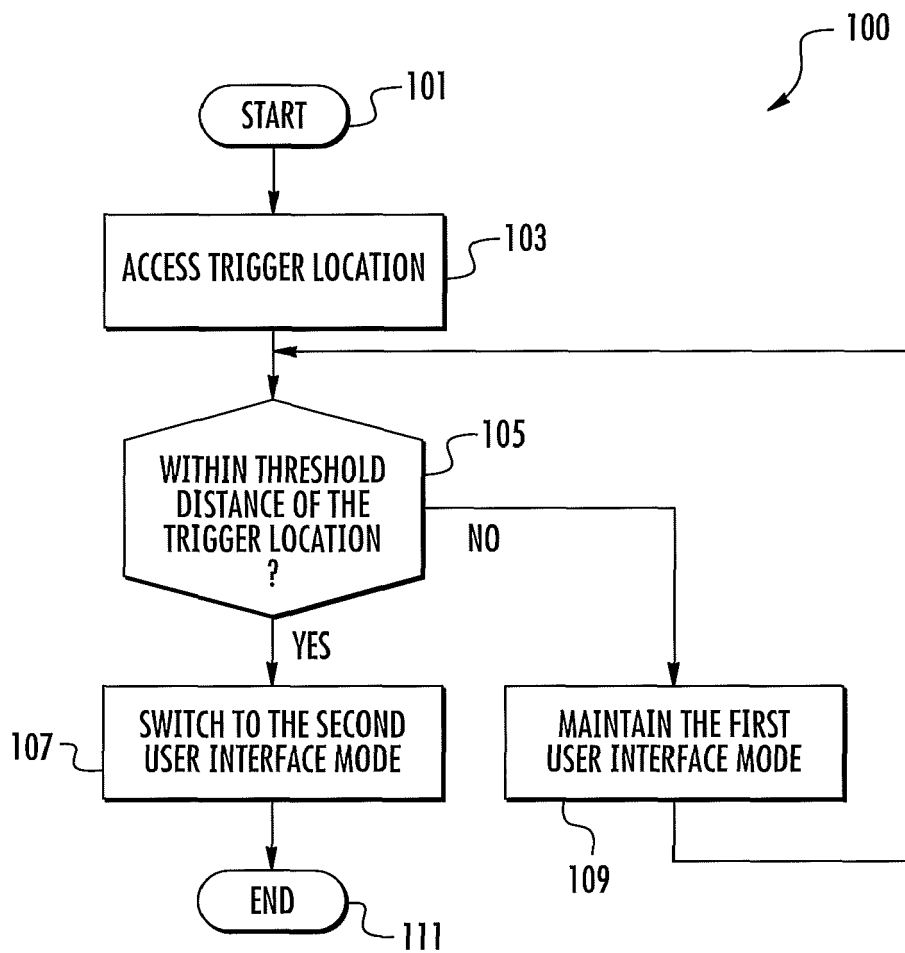 100
START
101
ACCESS TRIGGER LOCATION
103
WITHIN THRESHOLD
DISTANCE OF THE
TRIGGER LOCATION
?
105
NO
YES
SWITCH TO THE SECOND
USER INTERFACE MODE
107
MAINTAIN THE FIRST
USER INTERFACE MODE
109
END
111